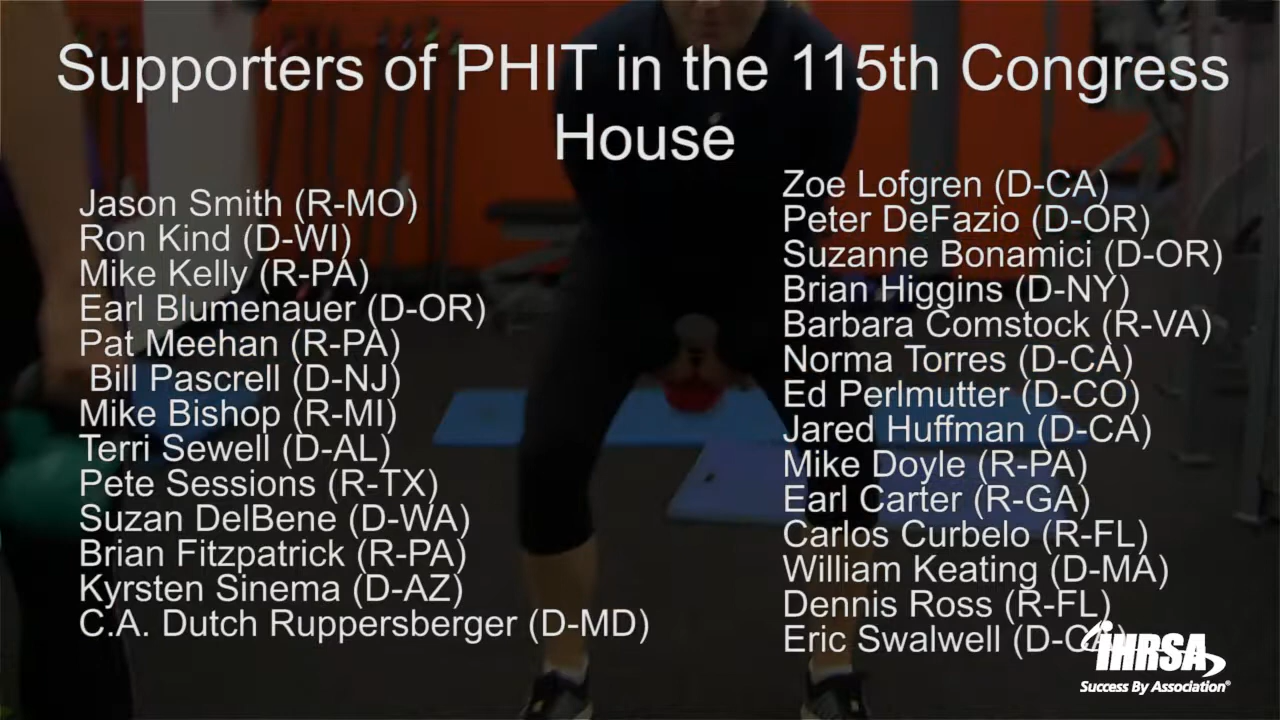 Supporters of PHIT in the 115th Congress
House
Jason Smith (R-MO)
Ron Kind (D-WI)
Mike Kelly (R-PA)
Earl Blumenauer (D-OR)
Pat Meehan (R-PA)
Bill Pascrell (D-NJ)
Mike Bishop (R-MI)
Terri Sewell (D-AL)
Pete Sessions (R-TX)
Suzan DelBene (D-WA)
Brian Fitzpatrick (R-PA)
Kyrsten Sinema (D-AZ)
C.A. Dutch Ruppersberger (D-MD)
Zoe Lofgren (D-CA)
Peter DeFazio (D-OR)
Suzanne Bonamici (D-OR)
Brian Higgins (D-NY)
Barbara Comstock (R-VA)
Norma Torres (D-CA)
Ed Perlmutter (D-CO)
Jared Huffman (D-CA)
Mike Doyle (R-PA)
Earl Carter (R-GA)
Carlos Curbelo (R-FL)
William Keating (D-MA)
Dennis Ross (R-FL)
Eric Swalwell (D-CA)
iHRSA
Success By Association®